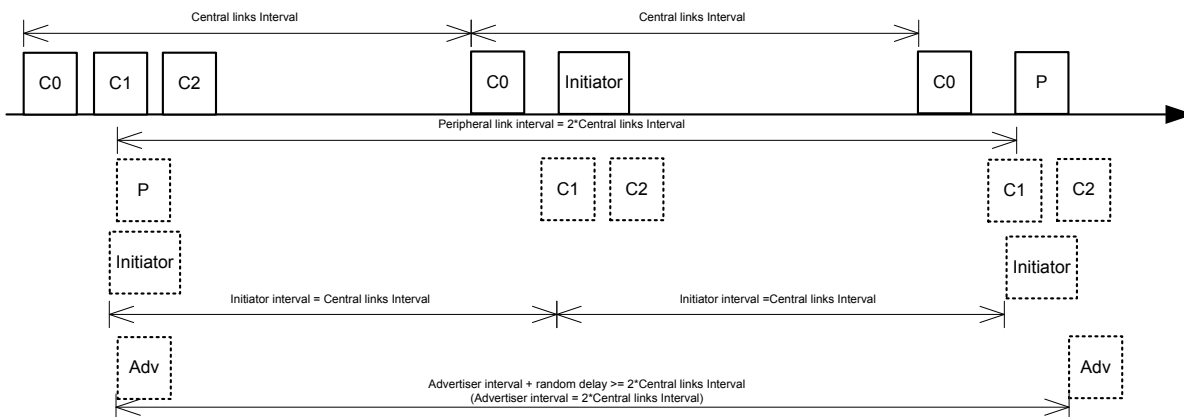 Central links Interval
Central links Interval
C0
C1
C2
C0
Initiator
C0
P
Peripheral link interval = 2*Central links Interval
P
C1
C2
C1
C2
Initiator
Initiator
Initiator interval = Central links Interval
Initiator interval =Central links Interval
Adv
Adv
Advertiser interval + random delay >= 2*Central links Interval
(Advertiser interval = 2*Central links Interval)